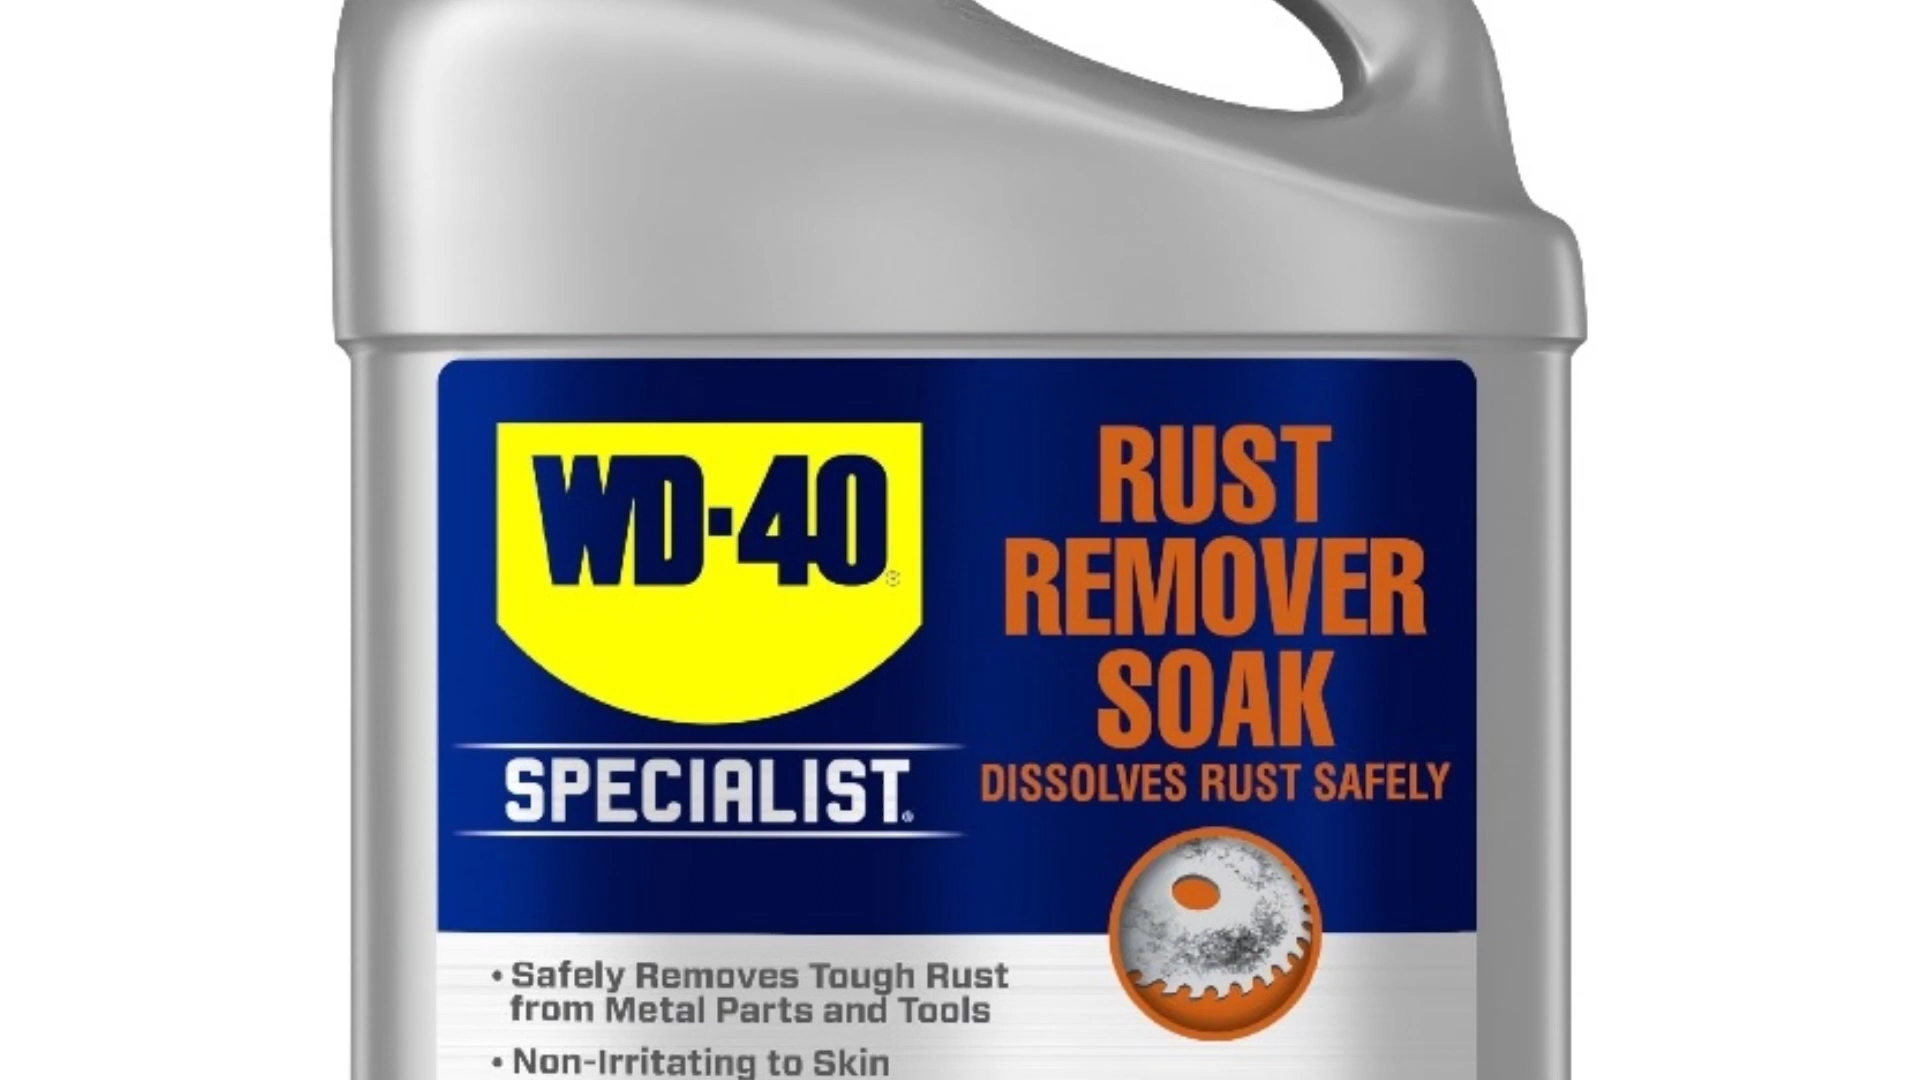 WD-40®
SPECIALIST®
RUST
REMOVER
SOAK
DISSOLVES RUST SAFELY
• Safely Removes Tough Rust
from Metal Parts and Tools
• Non-Irritating to Skin